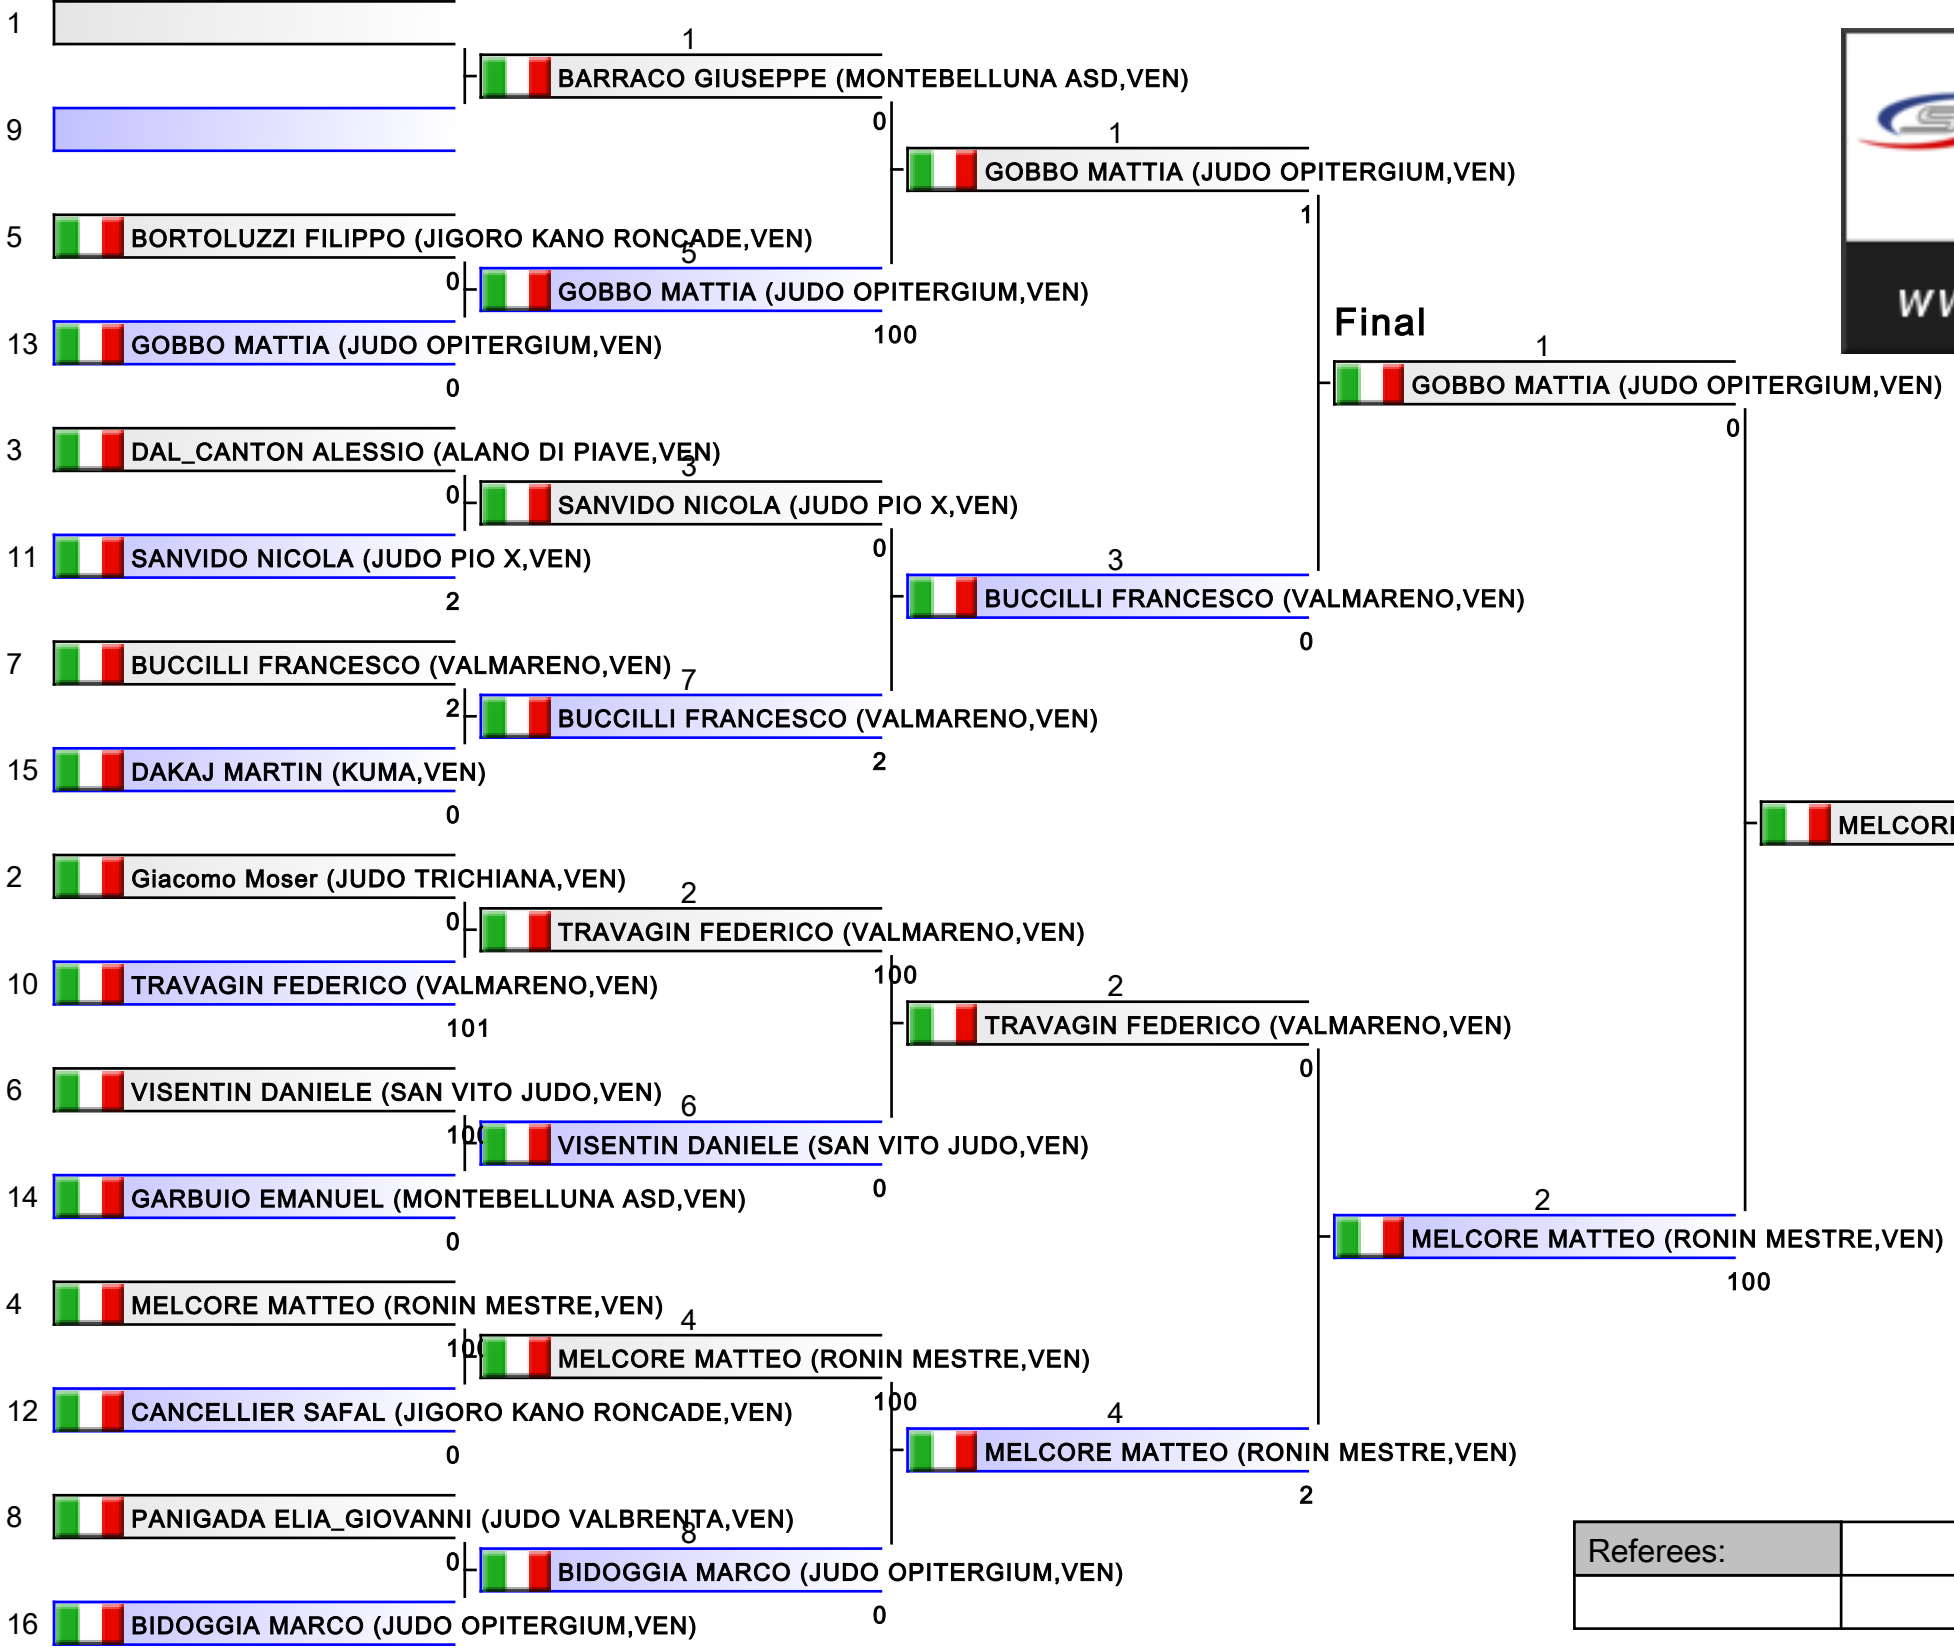 1
1
BARRACO GIUSEPPE (MONTEBELLUNA ASD,VEN)
0
9
1
GOBBO MATTIA (JUDO OPITERGIUM,VEN)
1
5
BORTOLUZZI FILIPPO (JIGORO KANO RONCADE,VEN)
0
5
GOBBO MATTIA (JUDO OPITERGIUM,VEN)
100
13
GOBBO MATTIA (JUDO OPITERGIUM,VEN)
0
Final
1
GOBBO MATTIA (JUDO OPITERGIUM,VEN)
0
3
DAL_CANTON ALESSIO (ALANO DI PIAVE,VEN)
0
3
SANVIDO NICOLA (JUDO PIO X,VEN)
0
11
SANVIDO NICOLA (JUDO PIO X,VEN)
2
3
BUCCILLI FRANCESCO (VALMARENO,VEN)
0
7
BUCCILLI FRANCESCO (VALMARENO,VEN)
2
7
BUCCILLI FRANCESCO (VALMARENO,VEN)
2
15
DAKAJ MARTIN (KUMA,VEN)
0
2
Giacomo Moser (JUDO TRICHIANA,VEN)
0
2
TRAVAGIN FEDERICO (VALMARENO,VEN)
100
10
TRAVAGIN FEDERICO (VALMARENO,VEN)
101
2
TRAVAGIN FEDERICO (VALMARENO,VEN)
0
6
VISENTIN DANIELE (SAN VITO JUDO,VEN)
100
6
VISENTIN DANIELE (SAN VITO JUDO,VEN)
0
14
GARBUIO EMANUEL (MONTEBELLUNA ASD,VEN)
0
2
MELCORE MATTEO (RONIN MESTRE,VEN)
100
4
MELCORE MATTEO (RONIN MESTRE,VEN)
100
4
MELCORE MATTEO (RONIN MESTRE,VEN)
100
12
CANCELLIER SAFAL (JIGORO KANO RONCADE,VEN)
0
4
MELCORE MATTEO (RONIN MESTRE,VEN)
2
8
PANIGADA ELIA_GIOVANNI (JUDO VALBRENTA,VEN)
0
8
BIDOGGIA MARCO (JUDO OPITERGIUM,VEN)
0
16
BIDOGGIA MARCO (JUDO OPITERGIUM,VEN)
Referees: